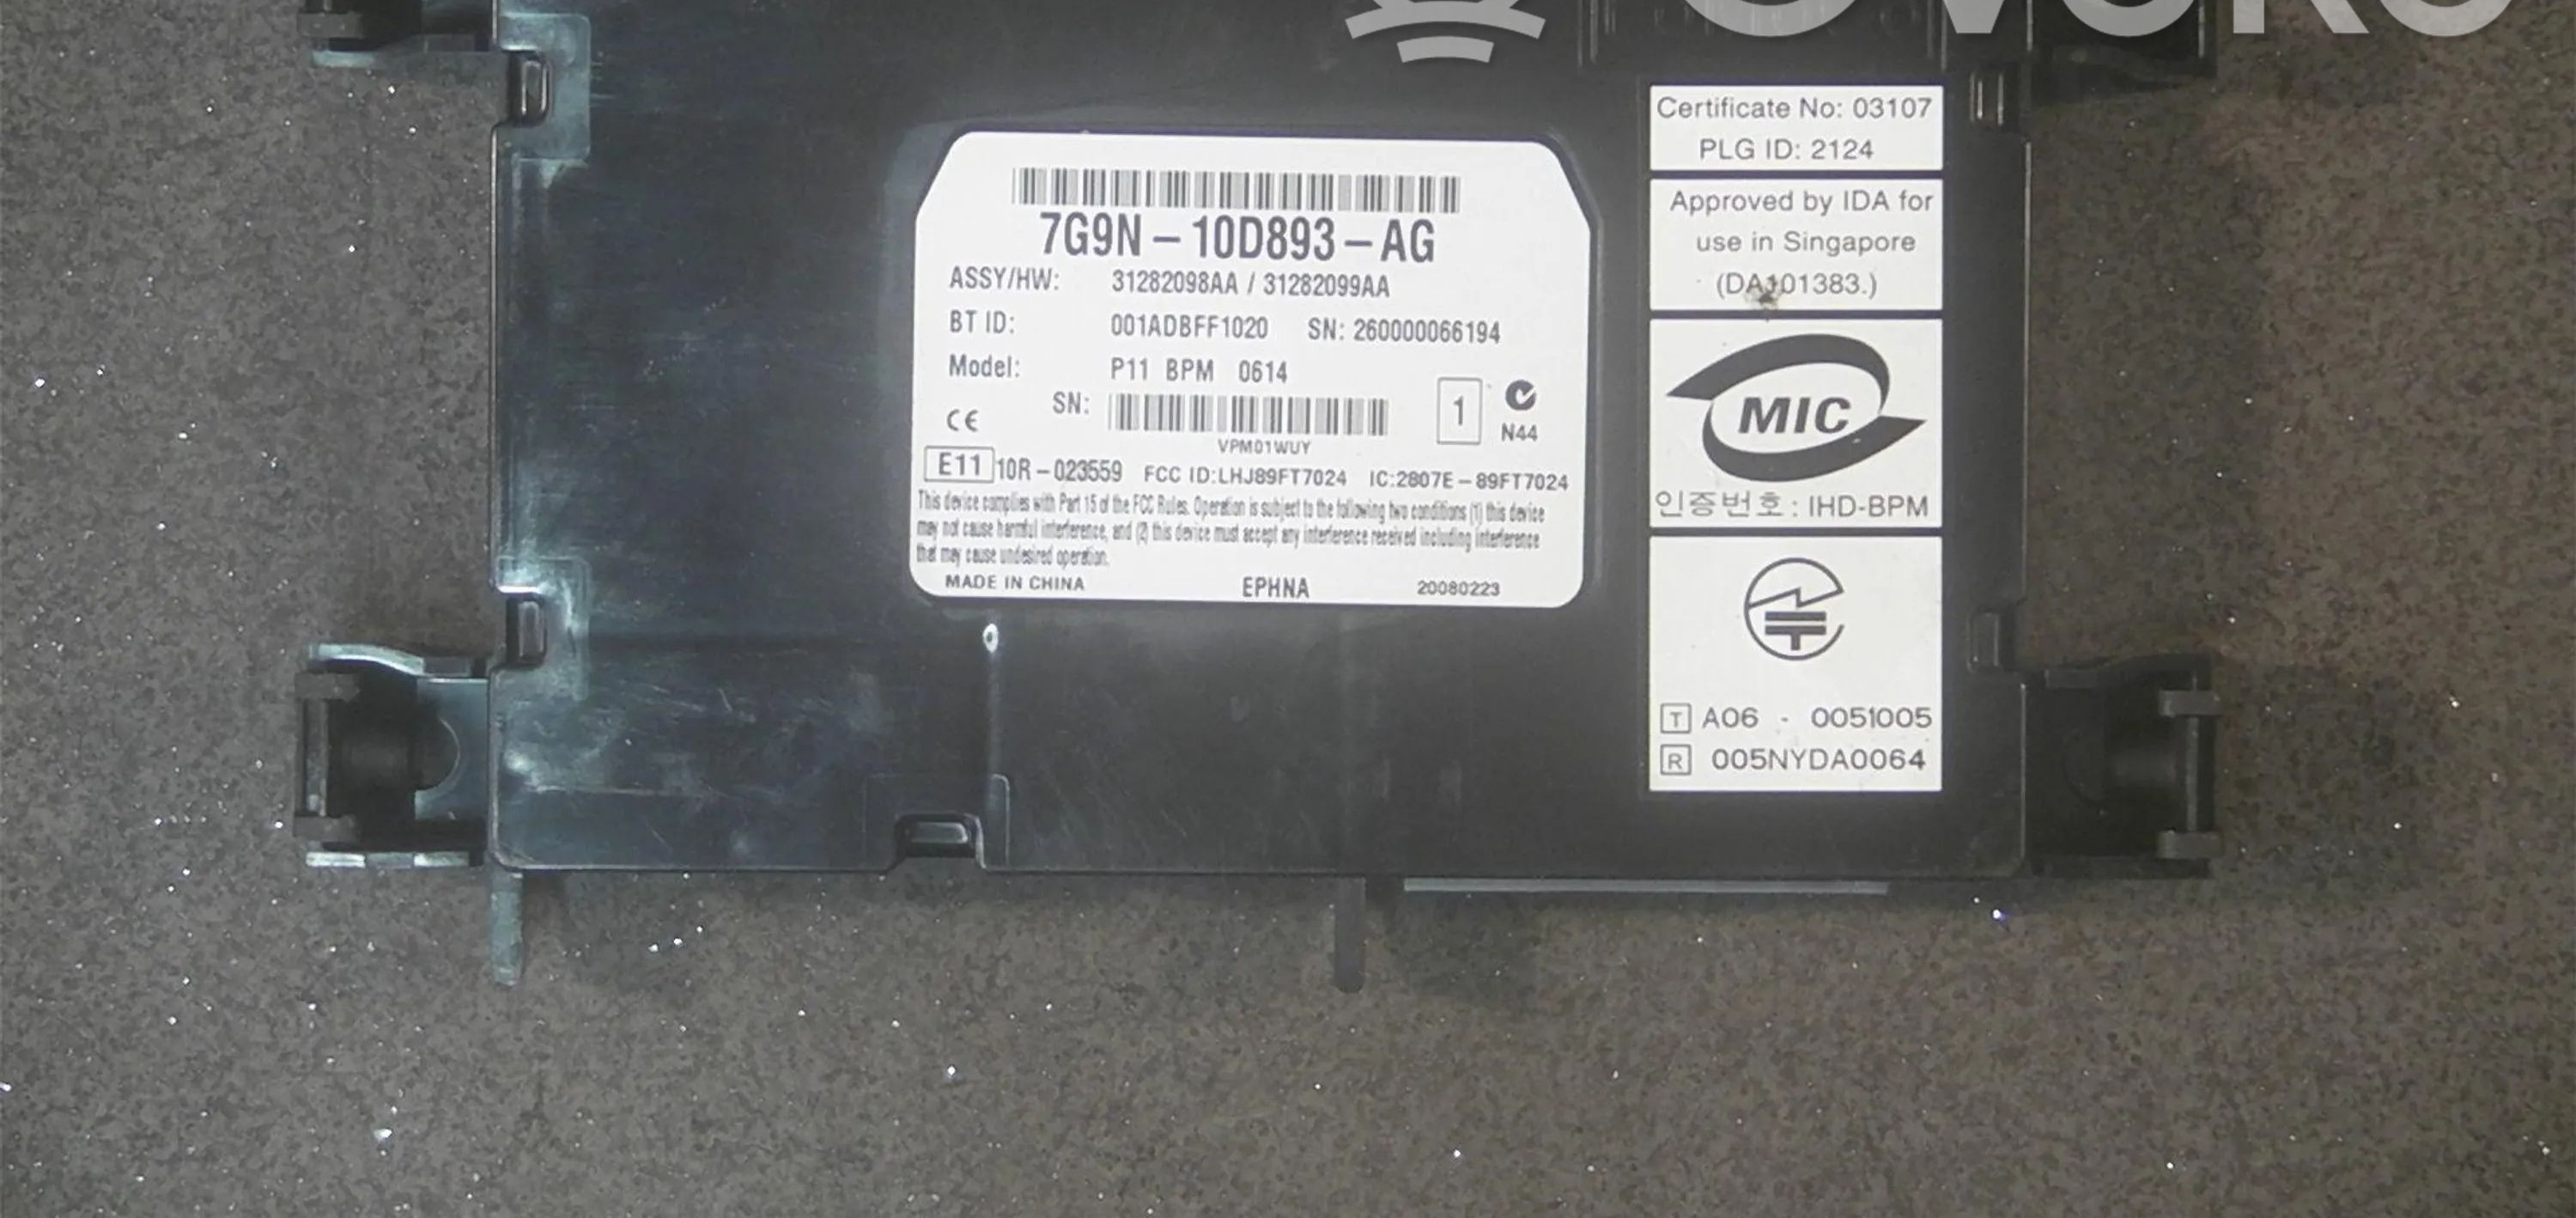 Certificate No: 03107
PLG ID: 2124
Approved by IDA for
use in Singapore
(DA101383.)
MIC
인증번호: IHD-BPM
T A06 - 0051005
R 005NYDA0064
7G9N-10D893-AG
ASSY/HW: 31282098AA / 31282099AA
BT ID: 001ADBFF1020 SN: 260000066194
Model: P11 BPM 0614
SN:
1
N44
CE
VPM01WUY
E11 10R-023559 FCC ID:LHJ89FT7024 IC:2807E-89FT7024
This device complies with Part 15 of the FCC Rules. Operation is subject to the following two conditions (1) this device
may not cause harmful interference, and (2) this device must accept any interference received including interference
that may cause undesired operation.
MADE IN CHINA EPHNA 20080223